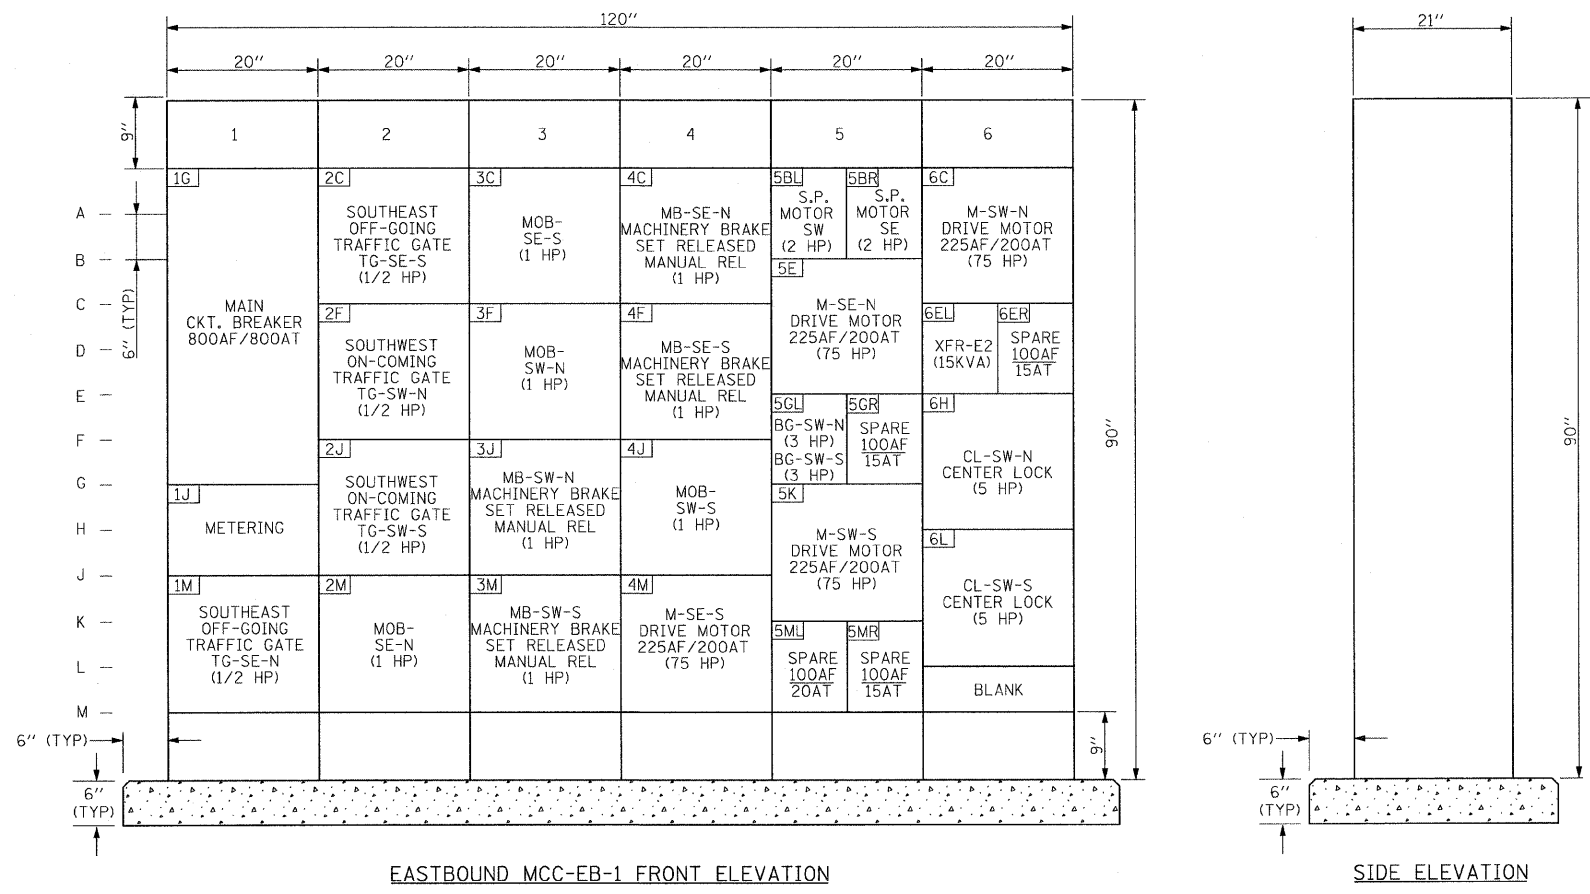 120"
21"
20" 20" 20" 20" 20" 20"
9"
1 2 3 4 5 6
1G
MAIN
CKT. BREAKER
800AF/800AT
1J
METERING
1M
SOUTHEAST
OFF-GOING
TRAFFIC GATE
TG-SE-N
(1/2 HP)
2C
SOUTHEAST
OFF-GOING
TRAFFIC GATE
TG-SE-S
(1/2 HP)
2F
SOUTHWEST
ON-COMING
TRAFFIC GATE
TG-SW-N
(1/2 HP)
2J
SOUTHWEST
ON-COMING
TRAFFIC GATE
TG-SW-S
(1/2 HP)
2M
MOB-
SE-N
(1 HP)
3C
MOB-
SE-S
(1 HP)
3F
MOB-
SW-N
(1 HP)
3J
MB-SW-N
MACHINERY BRAKE
SET RELEASED
MANUAL REL
(1 HP)
3M
MB-SW-S
MACHINERY BRAKE
SET RELEASED
MANUAL REL
(1 HP)
4C
MB-SE-N
MACHINERY BRAKE
SET RELEASED
MANUAL REL
(1 HP)
4F
MB-SE-S
MACHINERY BRAKE
SET RELEASED
MANUAL REL
(1 HP)
4J
MOB-
SW-S
(1 HP)
4M
M-SE-S
DRIVE MOTOR
225AF/200AT
(75 HP)
5BL
S.P.
MOTOR
SW
(2 HP)
5BR
S.P.
MOTOR
SE
(2 HP)
5E
M-SE-N
DRIVE MOTOR
225AF/200AT
(75 HP)
5GL
BG-SW-N
(3 HP)
BG-SW-S
(3 HP)
5GR
SPARE
100AF
15AT
5K
M-SW-S
DRIVE MOTOR
225AF/200AT
(75 HP)
5ML
SPARE
100AF
20AT
5MR
SPARE
100AF
15AT
6C
M-SW-N
DRIVE MOTOR
225AF/200AT
(75 HP)
6EL
XFR-E2
(15KVA)
6ER
SPARE
100AF
15AT
6H
CL-SW-N
CENTER LOCK
(5 HP)
6L
CL-SW-S
CENTER LOCK
(5 HP)
BLANK
A
B
C
D
E
F
G
H
J
K
L
M
6" (TYP)
90"
90"
6" (TYP)
9"
6" (TYP)
6"
(TYP)
6"
(TYP)
EASTBOUND MCC-EB-1 FRONT ELEVATION
SIDE ELEVATION